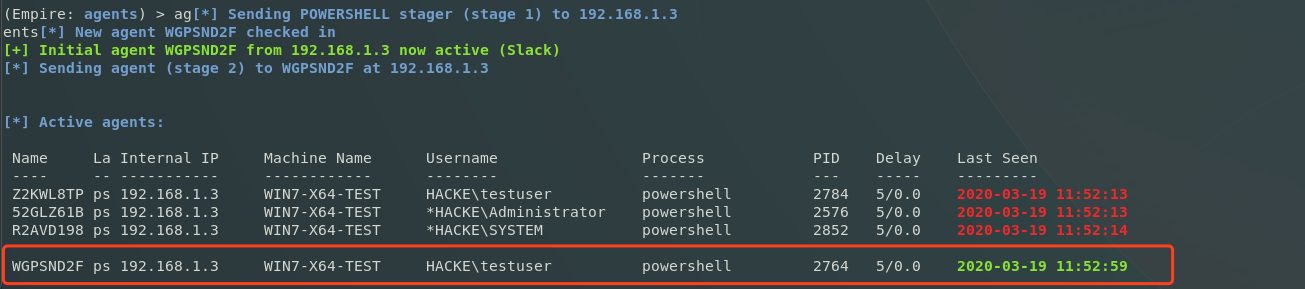 (Empire: agents) > ag[*] Sending POWERSHELL stager (stage 1) to 192.168.1.3
ents[*] New agent WGPSND2F checked in
[+] Initial agent WGPSND2F from 192.168.1.3 now active (Slack)
[*] Sending agent (stage 2) to WGPSND2F at 192.168.1.3
[*] Active agents:
Name     La Internal IP     Machine Name      Username                Process            PID    Delay    Last Seen
----     -- -----------     ------------      --------                -------            ---    -----    ---------
Z2KWL8TP ps 192.168.1.3     WIN7-X64-TEST     HACKE\testuser          powershell         2784   5/0.0    2020-03-19 11:52:13
52GLZ61B ps 192.168.1.3     WIN7-X64-TEST     *HACKE\Administrator    powershell         2576   5/0.0    2020-03-19 11:52:13
R2AVD198 ps 192.168.1.3     WIN7-X64-TEST     *HACKE\SYSTEM           powershell         2852   5/0.0    2020-03-19 11:52:14
WGPSND2F ps 192.168.1.3     WIN7-X64-TEST     HACKE\testuser          powershell         2764   5/0.0    2020-03-19 11:52:59